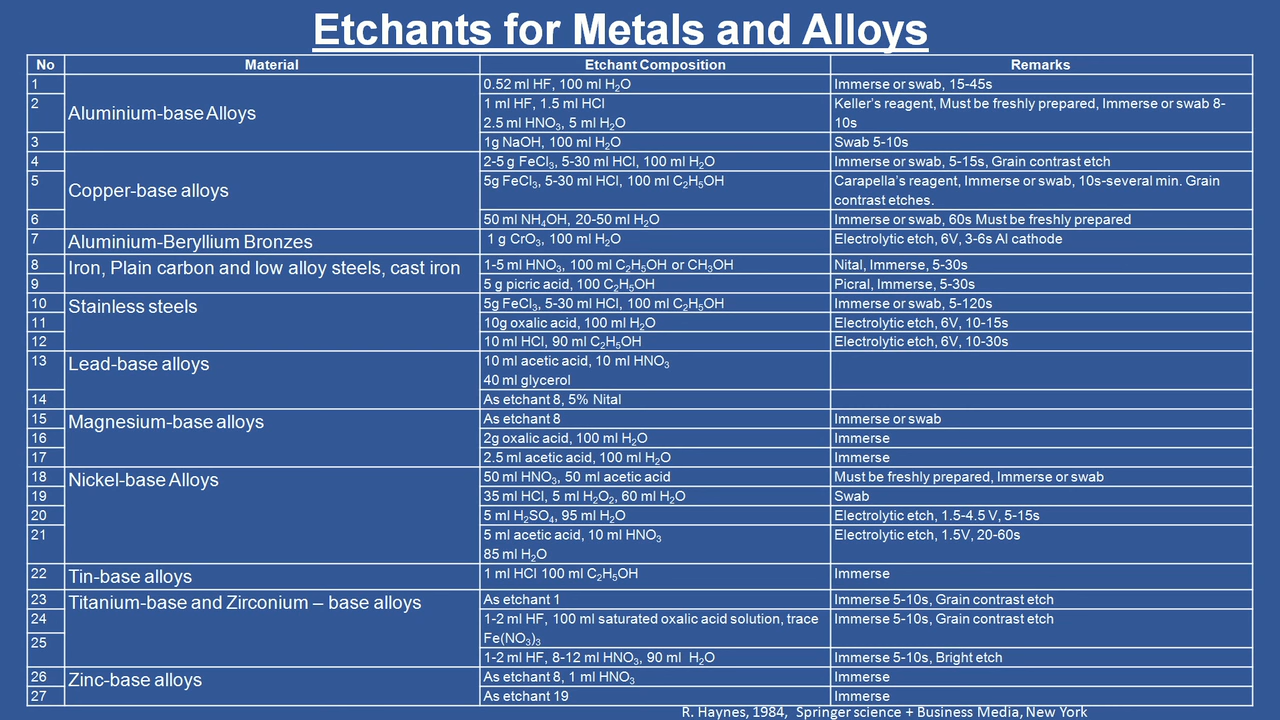 Etchants for Metals and Alloys
No Material Etchant Composition Remarks
1 0.52 ml HF, 100 ml H₂O Immerse or swab, 15-45s
Aluminium-base Alloys
2 1 ml HF, 1.5 ml HCl Keller's reagent, Must be freshly prepared, Immerse or swab 8-
2.5 ml HNO₃, 5 ml H₂O 10s
3 1g NaOH, 100 ml H₂O Swab 5-10s
4 2-5 g FeCl₃, 5-30 ml HCl, 100 ml H₂O Immerse or swab, 5-15s, Grain contrast etch
Copper-base alloys
5 5g FeCl₃, 5-30 ml HCl, 100 ml C₂H₅OH Carapella's reagent, Immerse or swab, 10s-several min. Grain
contrast etches.
6 50 ml NH₄OH, 20-50 ml H₂O Immerse or swab, 60s Must be freshly prepared
7 Aluminium-Beryllium Bronzes 1 g CrO₃, 100 ml H₂O Electrolytic etch, 6V, 3-6s Al cathode
8 Iron, Plain carbon and low alloy steels, cast iron 1-5 ml HNO₃, 100 ml C₂H₅OH or CH₃OH Nital, Immerse, 5-30s
9 5 g picric acid, 100 C₂H₅OH Picral, Immerse, 5-30s
10 Stainless steels 5g FeCl₃, 5-30 ml HCl, 100 ml C₂H₅OH Immerse or swab, 5-120s
11 10g oxalic acid, 100 ml H₂O Electrolytic etch, 6V, 10-15s
12 10 ml HCl, 90 ml C₂H₅OH Electrolytic etch, 6V, 10-30s
13 Lead-base alloys 10 ml acetic acid, 10 ml HNO₃
40 ml glycerol
14 As etchant 8, 5% Nital
15 Magnesium-base alloys As etchant 8 Immerse or swab
16 2g oxalic acid, 100 ml H₂O Immerse
17 2.5 ml acetic acid, 100 ml H₂O Immerse
18 Nickel-base Alloys 50 ml HNO₃, 50 ml acetic acid Must be freshly prepared, Immerse or swab
19 35 ml HCl, 5 ml H₂O₂, 60 ml H₂O Swab
20 5 ml H₂SO₄, 95 ml H₂O Electrolytic etch, 1.5-4.5 V, 5-15s
21 5 ml acetic acid, 10 ml HNO₃ Electrolytic etch, 1.5V, 20-60s
85 ml H₂O
22 Tin-base alloys 1 ml HCl 100 ml C₂H₅OH Immerse
23 Titanium-base and Zirconium – base alloys As etchant 1 Immerse 5-10s, Grain contrast etch
24 1-2 ml HF, 100 ml saturated oxalic acid solution, trace Immerse 5-10s, Grain contrast etch
Fe(NO₃)₃
25 1-2 ml HF, 8-12 ml HNO₃, 90 ml H₂O Immerse 5-10s, Bright etch
26 Zinc-base alloys As etchant 8, 1 ml HNO₃ Immerse
27 As etchant 19 Immerse
R. Haynes, 1984, Springer science + Business Media, New York